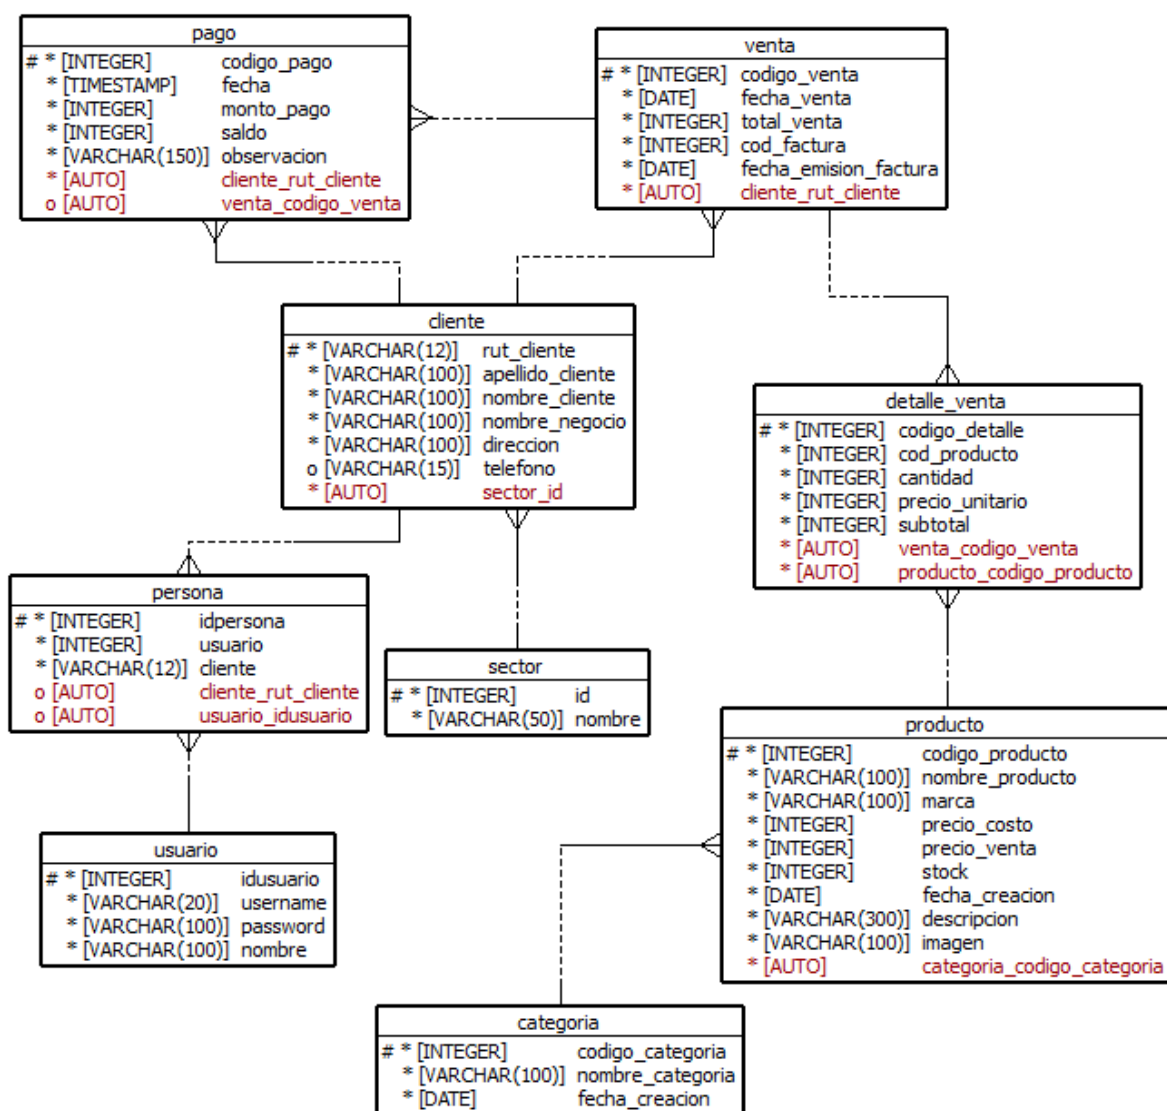 pago
# * [INTEGER] codigo_pago
* [TIMESTAMP] fecha
* [INTEGER] monto_pago
* [INTEGER] saldo
* [VARCHAR(150)] observacion
* [AUTO] cliente_rut_cliente
o [AUTO] venta_codigo_venta
venta
# * [INTEGER] codigo_venta
* [DATE] fecha_venta
* [INTEGER] total_venta
* [INTEGER] cod_factura
* [DATE] fecha_emision_factura
* [AUTO] cliente_rut_cliente
cliente
# * [VARCHAR(12)] rut_cliente
* [VARCHAR(100)] apellido_cliente
* [VARCHAR(100)] nombre_cliente
* [VARCHAR(100)] nombre_negocio
* [VARCHAR(100)] direccion
o [VARCHAR(15)] telefono
* [AUTO] sector_id
detalle_venta
# * [INTEGER] codigo_detalle
* [INTEGER] cod_producto
* [INTEGER] cantidad
* [INTEGER] precio_unitario
* [INTEGER] subtotal
* [AUTO] venta_codigo_venta
* [AUTO] producto_codigo_producto
persona
# * [INTEGER] idpersona
* [INTEGER] usuario
* [VARCHAR(12)] cliente
o [AUTO] cliente_rut_cliente
o [AUTO] usuario_idusuario
sector
# * [INTEGER] id
* [VARCHAR(50)] nombre
producto
# * [INTEGER] codigo_producto
* [VARCHAR(100)] nombre_producto
* [VARCHAR(100)] marca
* [INTEGER] precio_costo
* [INTEGER] precio_venta
* [INTEGER] stock
* [DATE] fecha_creacion
* [VARCHAR(300)] descripcion
* [VARCHAR(100)] imagen
* [AUTO] categoria_codigo_categoria
usuario
# * [INTEGER] idusuario
* [VARCHAR(20)] username
* [VARCHAR(100)] password
* [VARCHAR(100)] nombre
categoria
# * [INTEGER] codigo_categoria
* [VARCHAR(100)] nombre_categoria
* [DATE] fecha_creacion